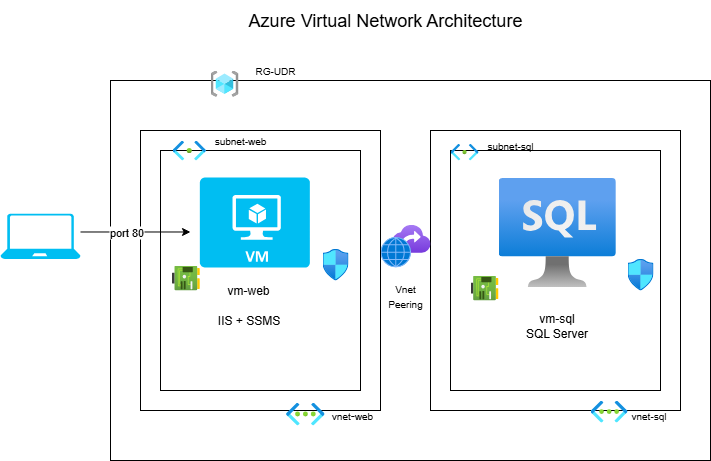 Azure Virtual Network Architecture
RG-UDR
subnet-web
subnet-sql
SQL
port 80
VM
vm-web
IIS + SSMS
Vnet
Peering
vm-sql
SQL Server
vnet-web
vnet-sql